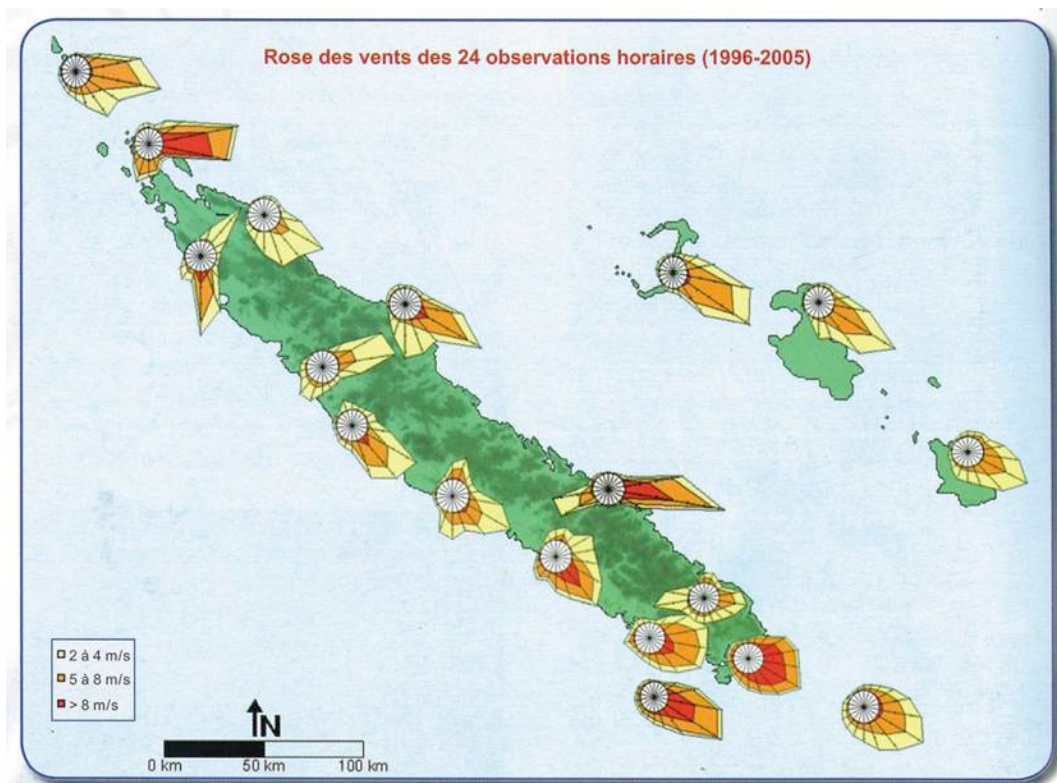 Rose des vents des 24 observations horaires (1996-2005)
2 à 4 m/s
5 à 8 m/s
> 8 m/s
N
0 km 50 km 100 km